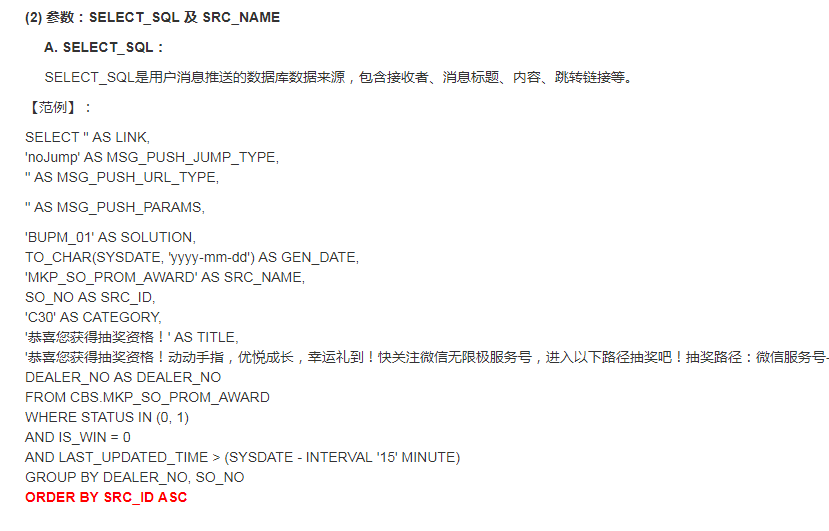 (2) 参数：SELECT_SQL 及 SRC_NAME
A. SELECT_SQL：
SELECT_SQL是用户消息推送的数据库数据来源，包含接收者、消息标题、内容、跳转链接等。
【范例】：
SELECT '' AS LINK,
'noJump' AS MSG_PUSH_JUMP_TYPE,
'' AS MSG_PUSH_URL_TYPE,
'' AS MSG_PUSH_PARAMS,
'BUPM_01' AS SOLUTION,
TO_CHAR(SYSDATE, 'yyyy-mm-dd') AS GEN_DATE,
'MKP_SO_PROM_AWARD' AS SRC_NAME,
SO_NO AS SRC_ID,
'C30' AS CATEGORY,
'恭喜您获得抽奖资格！' AS TITLE,
'恭喜您获得抽奖资格！动动手指，优悦成长，幸运礼到！快关注微信无限极服务号，进入以下路径抽奖吧！抽奖路径：微信服务号-
DEALER_NO AS DEALER_NO
FROM CBS.MKP_SO_PROM_AWARD
WHERE STATUS IN (0, 1)
AND IS_WIN = 0
AND LAST_UPDATED_TIME > (SYSDATE - INTERVAL '15' MINUTE)
GROUP BY DEALER_NO, SO_NO
ORDER BY SRC_ID ASC